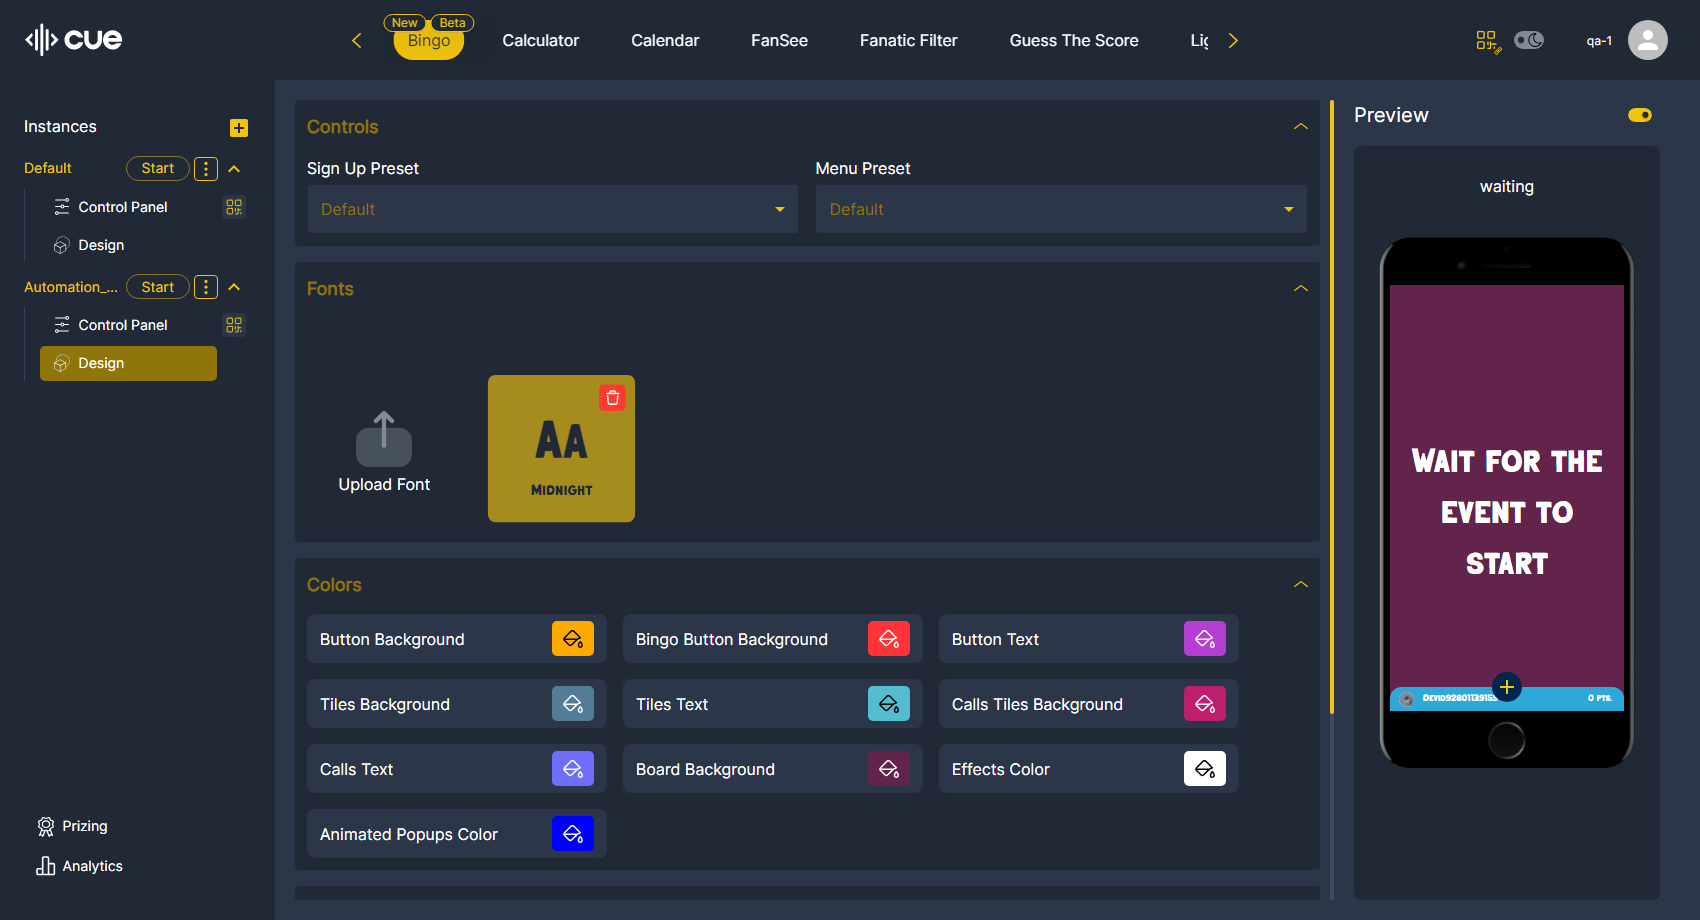 cue
New
Beta
Bingo
Calculator
Calendar
FanSee
Fanatic Filter
Guess The Score
Lig
qa-1
Instances
Default
Start
Control Panel
Design
Automation_...
Start
Control Panel
Design
Prizing
Analytics
Controls
Sign Up Preset
Menu Preset
Default
Default
Fonts
Upload Font
AA
MIDNIGHT
Colors
Button Background
Bingo Button Background
Button Text
Tiles Background
Tiles Text
Calls Tiles Background
Calls Text
Board Background
Effects Color
Animated Popups Color
Preview
waiting
WAIT FOR THE
EVENT TO
START
0 PTS.